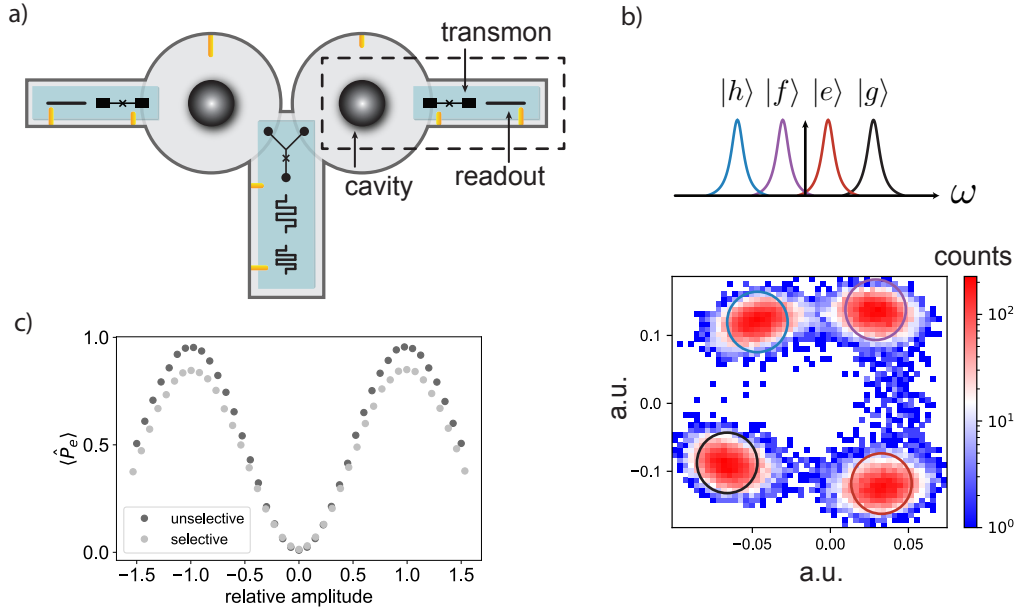 a)
transmon
cavity
readout
b)
|h⟩ |f⟩ |e⟩ |g⟩
ω
counts
10²
10¹
10⁰
0.1
0.0
−0.1
a.u.
−0.05 0.00 0.05
a.u.
c)
1.0
0.5
0.0
⟨P̂ₑ⟩
unselective
selective
−1.5 −1.0 −0.5 0.0 0.5 1.0 1.5
relative amplitude